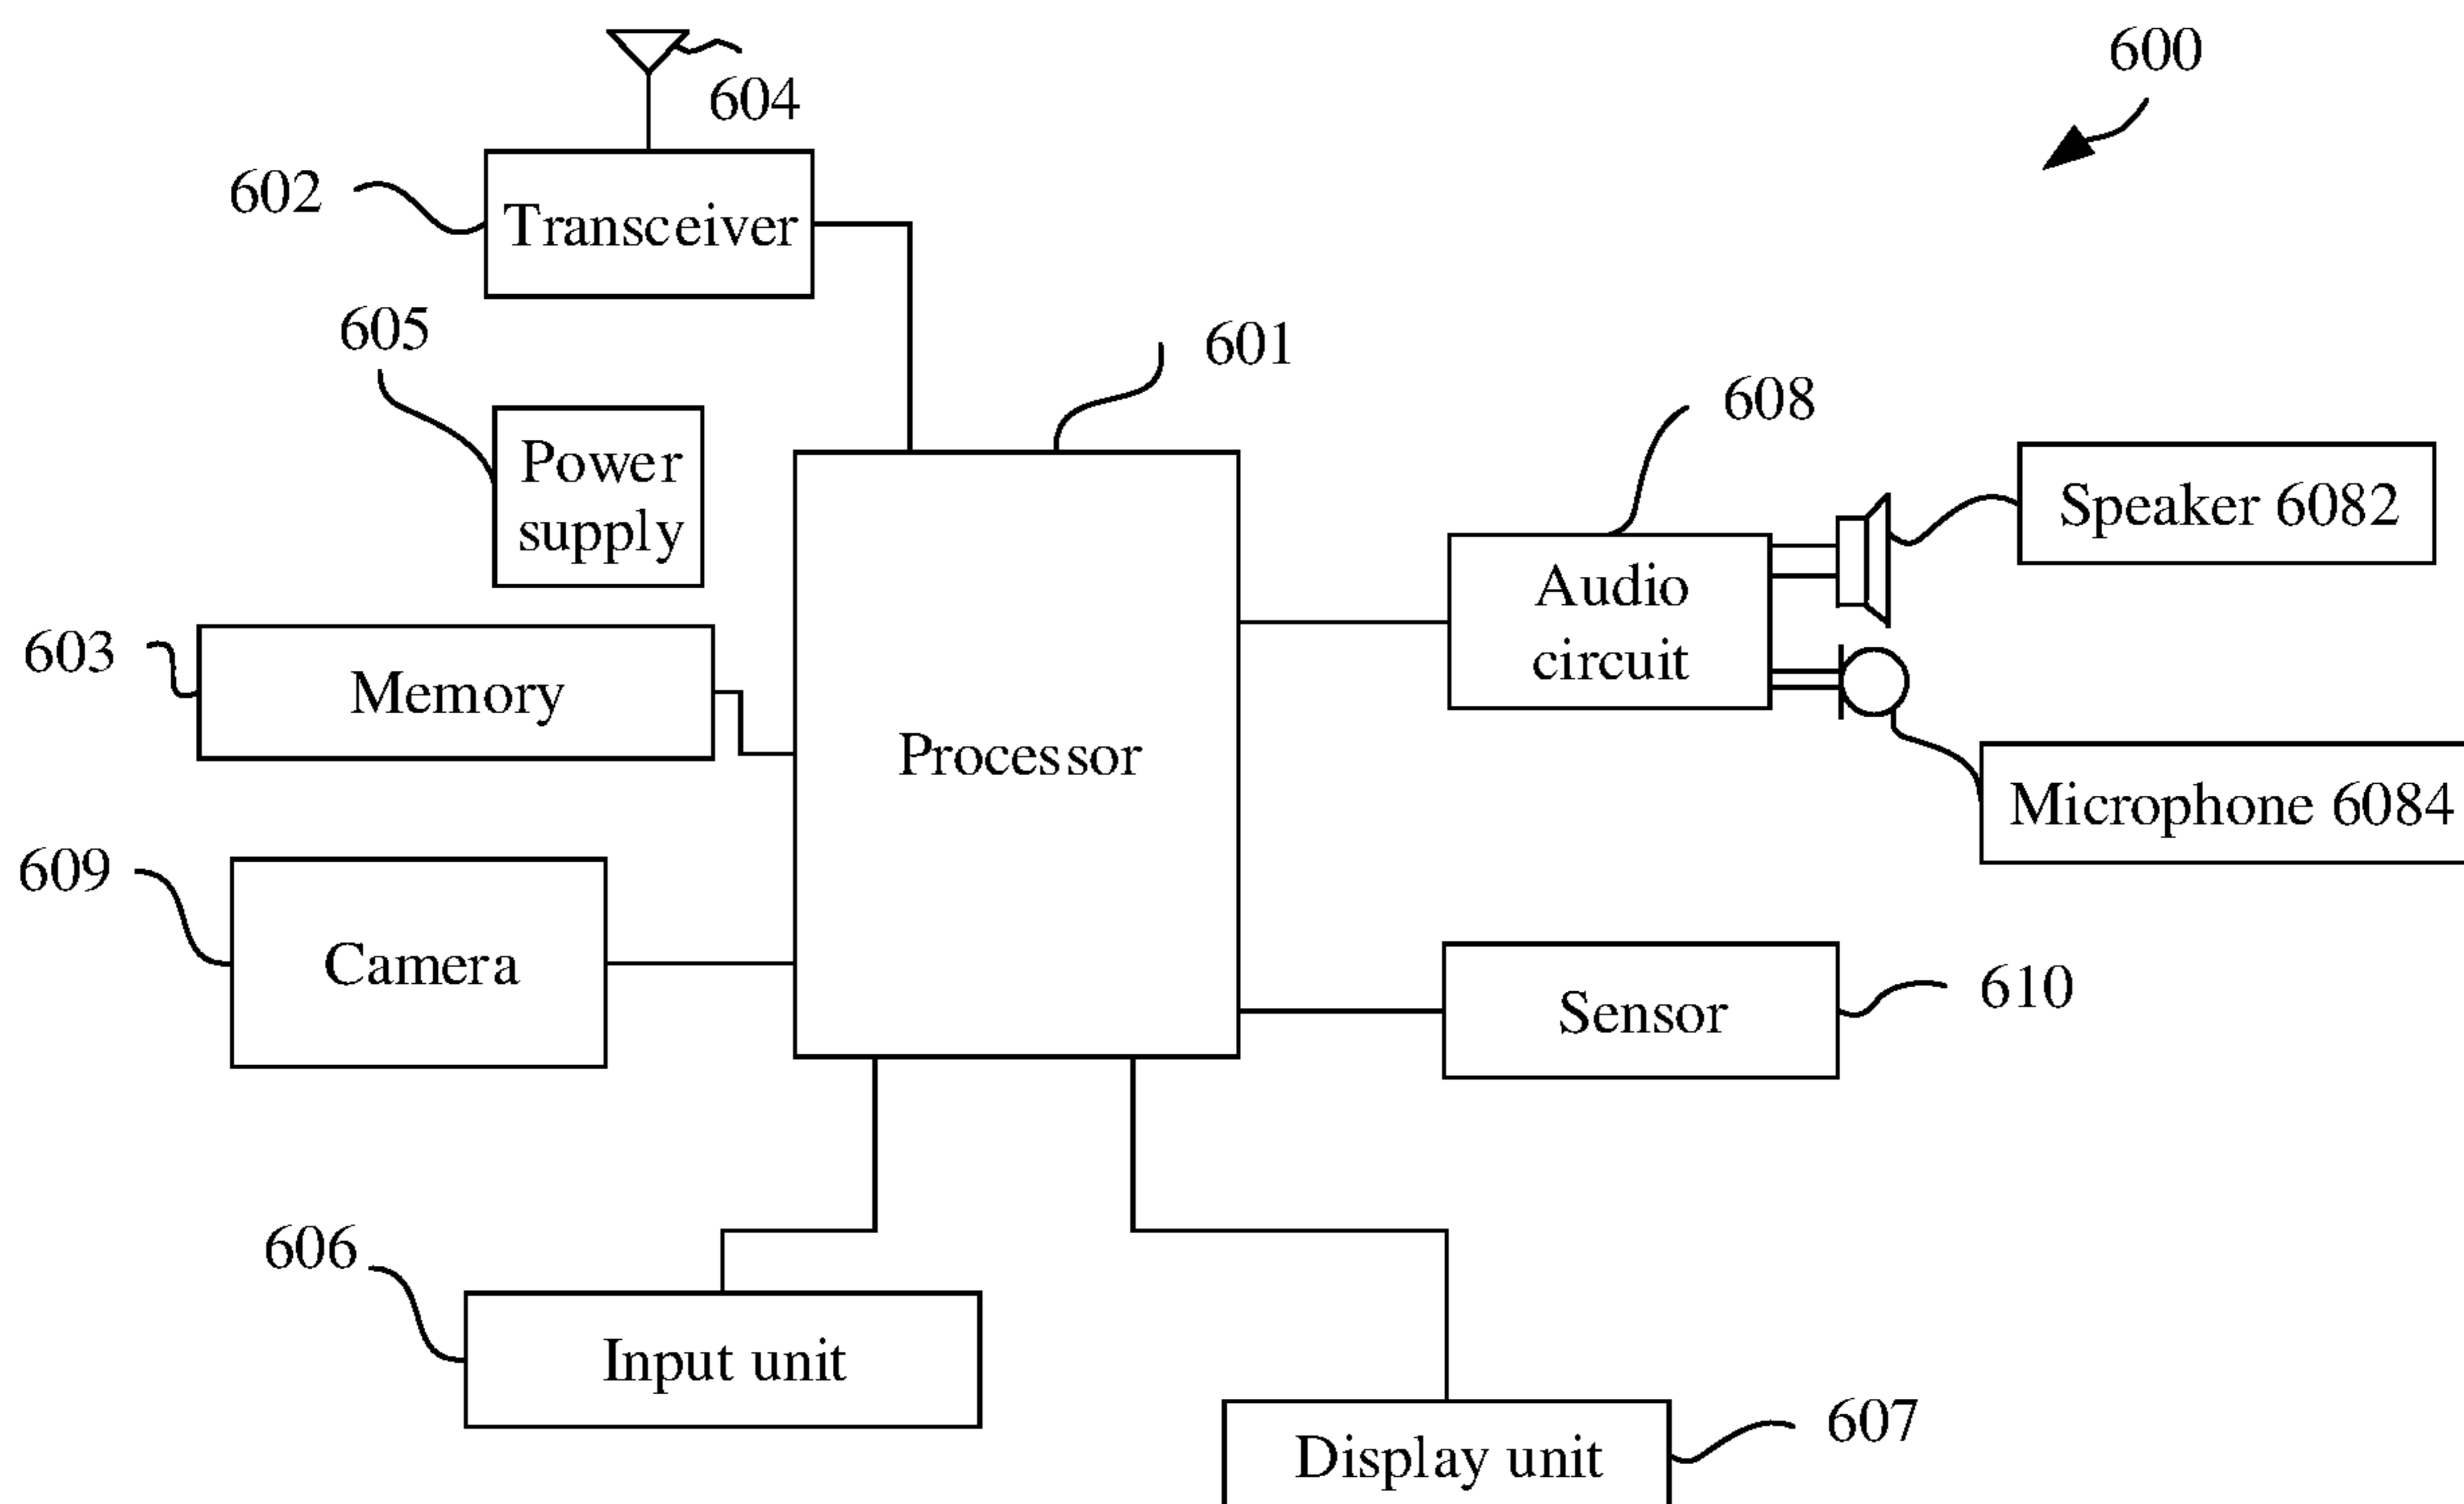 600
604
602
Transceiver
605
601
608
Power
supply
Speaker 6082
Audio
circuit
603
Memory
Processor
Microphone 6084
609
Camera
Sensor
610
606
Input unit
607
Display unit